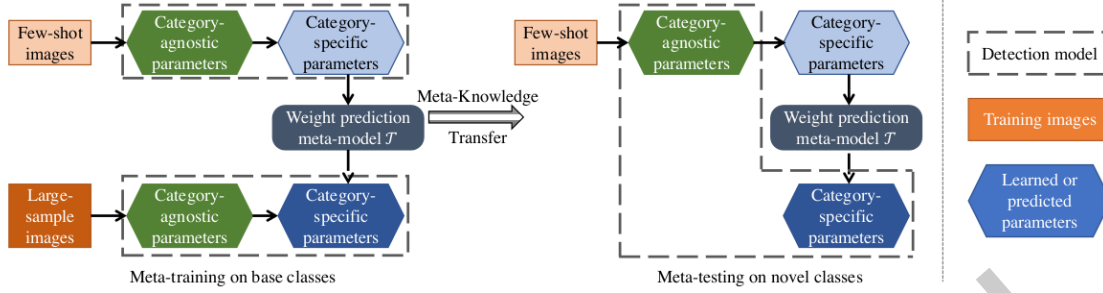 Few-shot
images
Category-
agnostic
parameters
Category-
specific
parameters
Weight prediction
meta-model 𝒯
Meta-Knowledge
Transfer
Large-
sample
images
Category-
agnostic
parameters
Category-
specific
parameters
Meta-training on base classes
Few-shot
images
Category-
agnostic
parameters
Category-
specific
parameters
Weight prediction
meta-model 𝒯
Category-
specific
parameters
Meta-testing on novel classes
Detection model
Training images
Learned or
predicted
parameters